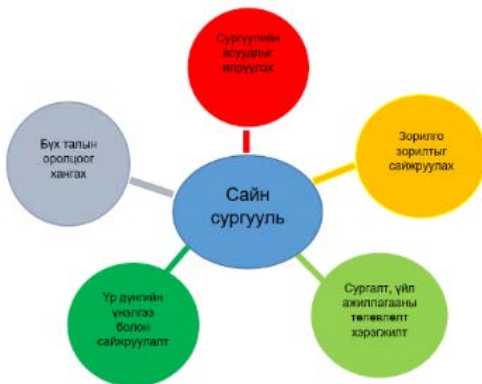 Сургуулийн
асуудлыг
илрүүлэх
Зорилго
зорилтыг
сайжруулах
Сургалт, үйл
ажиллагааны
төлөвлөлт
хэрэгжилт
Үр дүнгийн
үнэлгээ
болон
сайжруулалт
Бүх талын
оролцоог
хангах
Сайн
сургууль